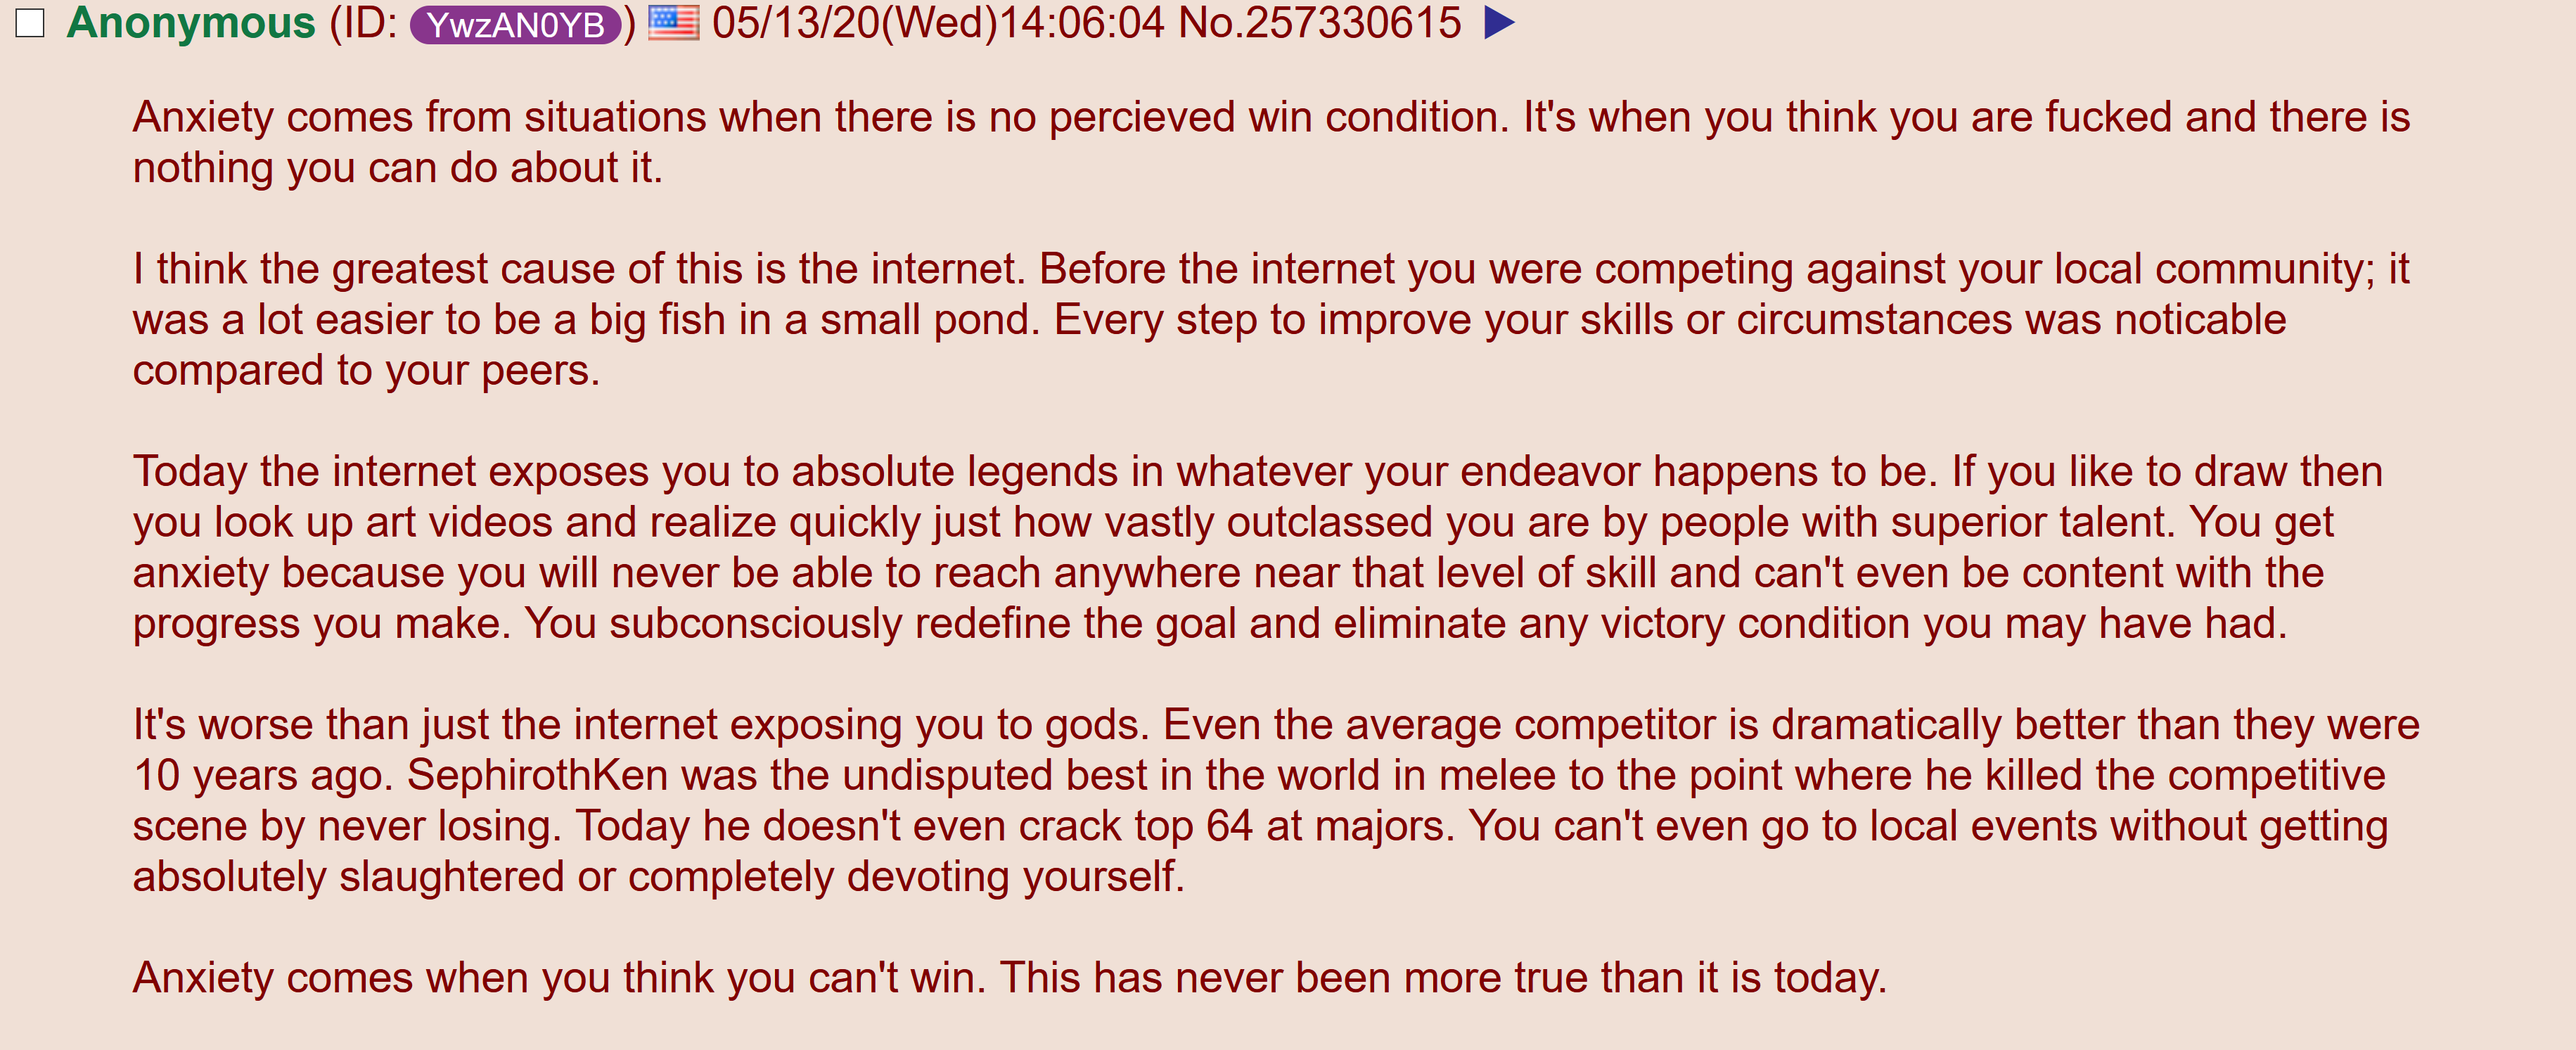 Anonymous (ID: YwzAN0YB) 05/13/20(Wed)14:06:04 No.257330615
Anxiety comes from situations when there is no percieved win condition. It's when you think you are fucked and there is
nothing you can do about it.
I think the greatest cause of this is the internet. Before the internet you were competing against your local community; it
was a lot easier to be a big fish in a small pond. Every step to improve your skills or circumstances was noticable
compared to your peers.
Today the internet exposes you to absolute legends in whatever your endeavor happens to be. If you like to draw then
you look up art videos and realize quickly just how vastly outclassed you are by people with superior talent. You get
anxiety because you will never be able to reach anywhere near that level of skill and can't even be content with the
progress you make. You subconsciously redefine the goal and eliminate any victory condition you may have had.
It's worse than just the internet exposing you to gods. Even the average competitor is dramatically better than they were
10 years ago. SephirothKen was the undisputed best in the world in melee to the point where he killed the competitive
scene by never losing. Today he doesn't even crack top 64 at majors. You can't even go to local events without getting
absolutely slaughtered or completely devoting yourself.
Anxiety comes when you think you can't win. This has never been more true than it is today.